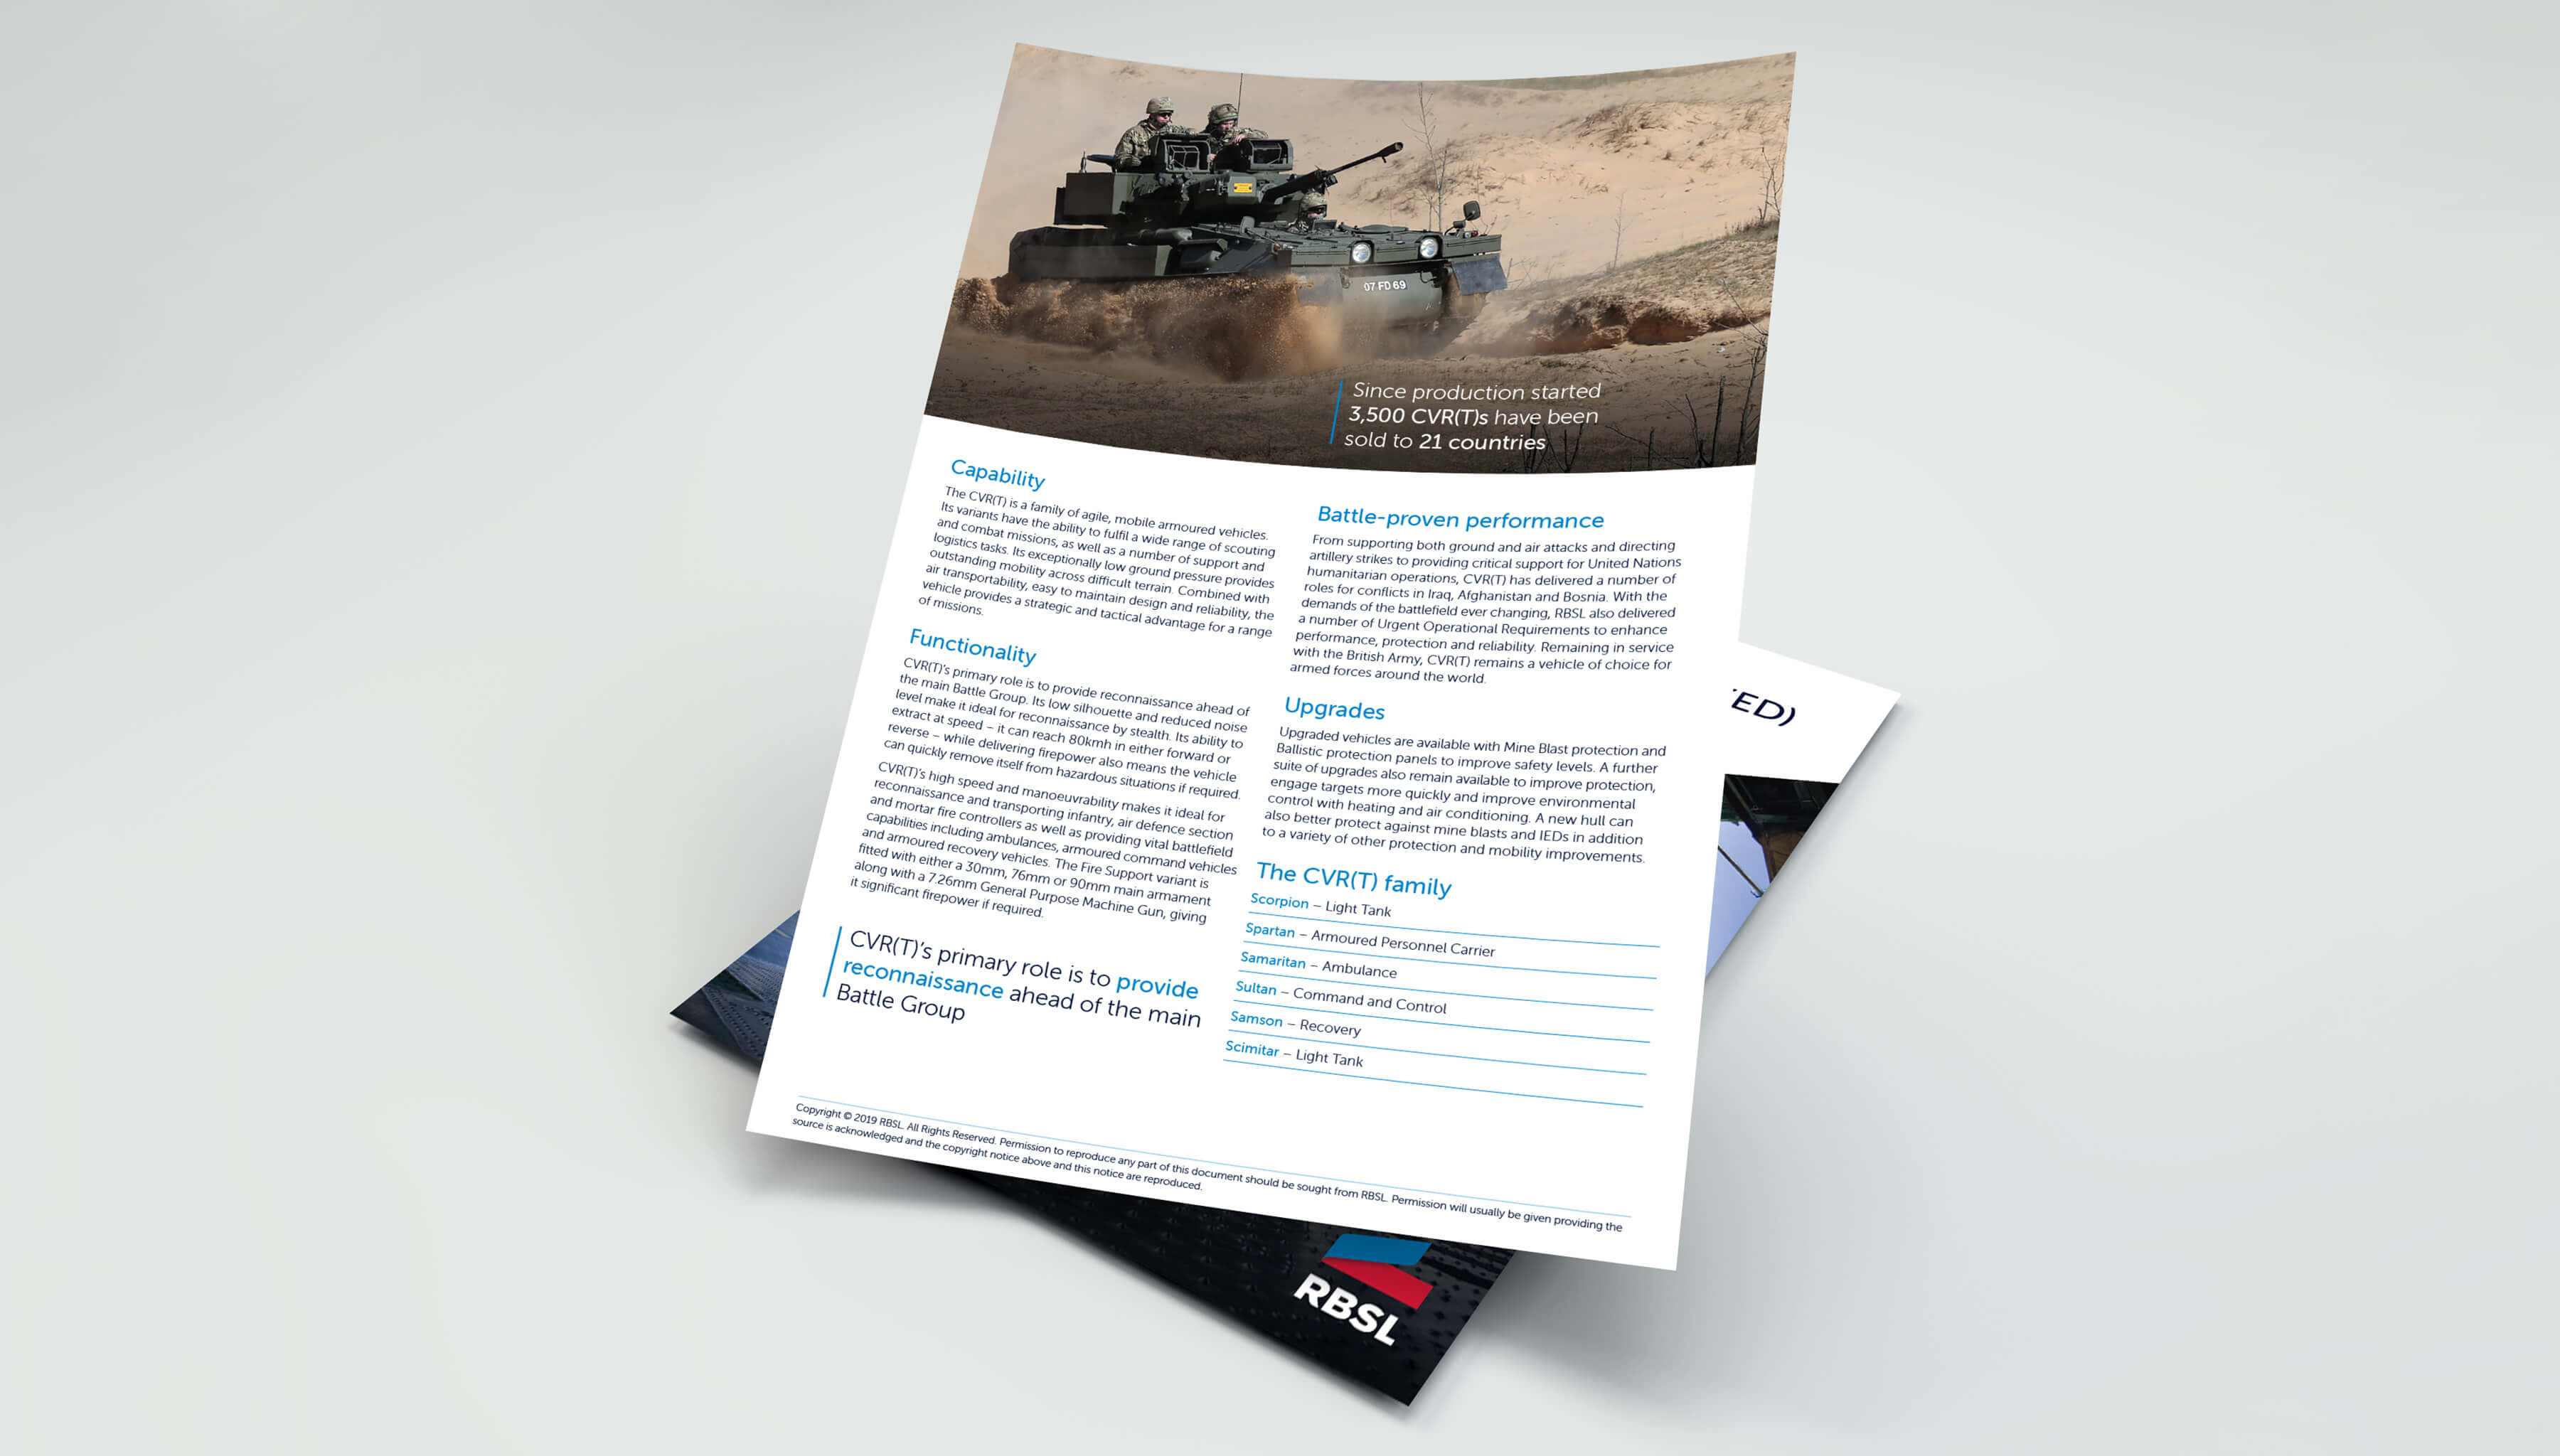 07 FD 69
Since production started
3,500 CVR(T)s have been
sold to 21 countries
Capability
The CVR(T) is a family of agile, mobile armoured vehicles.
Its variants have the ability to fulfil a wide range of scouting
and combat missions, as well as a number of support and
logistics tasks. Its exceptionally low ground pressure provides
outstanding mobility across difficult terrain. Combined with
air transportability, easy to maintain design and reliability, the
vehicle provides a strategic and tactical advantage for a range
of missions.
Functionality
CVR(T)'s primary role is to provide reconnaissance ahead of
the main Battle Group. Its low silhouette and reduced noise
level make it ideal for reconnaissance by stealth. Its ability to
extract at speed – it can reach 80kmh in either forward or
reverse – while delivering firepower also means the vehicle
can quickly remove itself from hazardous situations if required.
CVR(T)'s high speed and manoeuvrability makes it ideal for
reconnaissance and transporting infantry, air defence section
and mortar fire controllers as well as providing vital battlefield
capabilities including ambulances, armoured command vehicles
and armoured recovery vehicles. The Fire Support variant is
fitted with either a 30mm, 76mm or 90mm main armament
along with a 7.26mm General Purpose Machine Gun, giving
it significant firepower if required.
CVR(T)'s primary role is to provide
reconnaissance ahead of the main
Battle Group
Battle-proven performance
From supporting both ground and air attacks and directing
artillery strikes to providing critical support for United Nations
humanitarian operations, CVR(T) has delivered a number of
roles for conflicts in Iraq, Afghanistan and Bosnia. With the
demands of the battlefield ever changing, RBSL also delivered
a number of Urgent Operational Requirements to enhance
performance, protection and reliability. Remaining in service
with the British Army, CVR(T) remains a vehicle of choice for
armed forces around the world.
Upgrades
Upgraded vehicles are available with Mine Blast protection and
Ballistic protection panels to improve safety levels. A further
suite of upgrades also remain available to improve protection,
engage targets more quickly and improve environmental
control with heating and air conditioning. A new hull can
also better protect against mine blasts and IEDs in addition
to a variety of other protection and mobility improvements.
The CVR(T) family
Scorpion – Light Tank
Spartan – Armoured Personnel Carrier
Samaritan – Ambulance
Sultan – Command and Control
Samson – Recovery
Scimitar – Light Tank
Copyright © 2019 RBSL. All Rights Reserved. Permission to reproduce any part of this document should be sought from RBSL. Permission will usually be given providing the
source is acknowledged and the copyright notice above and this notice are reproduced.
ED)
RBSL